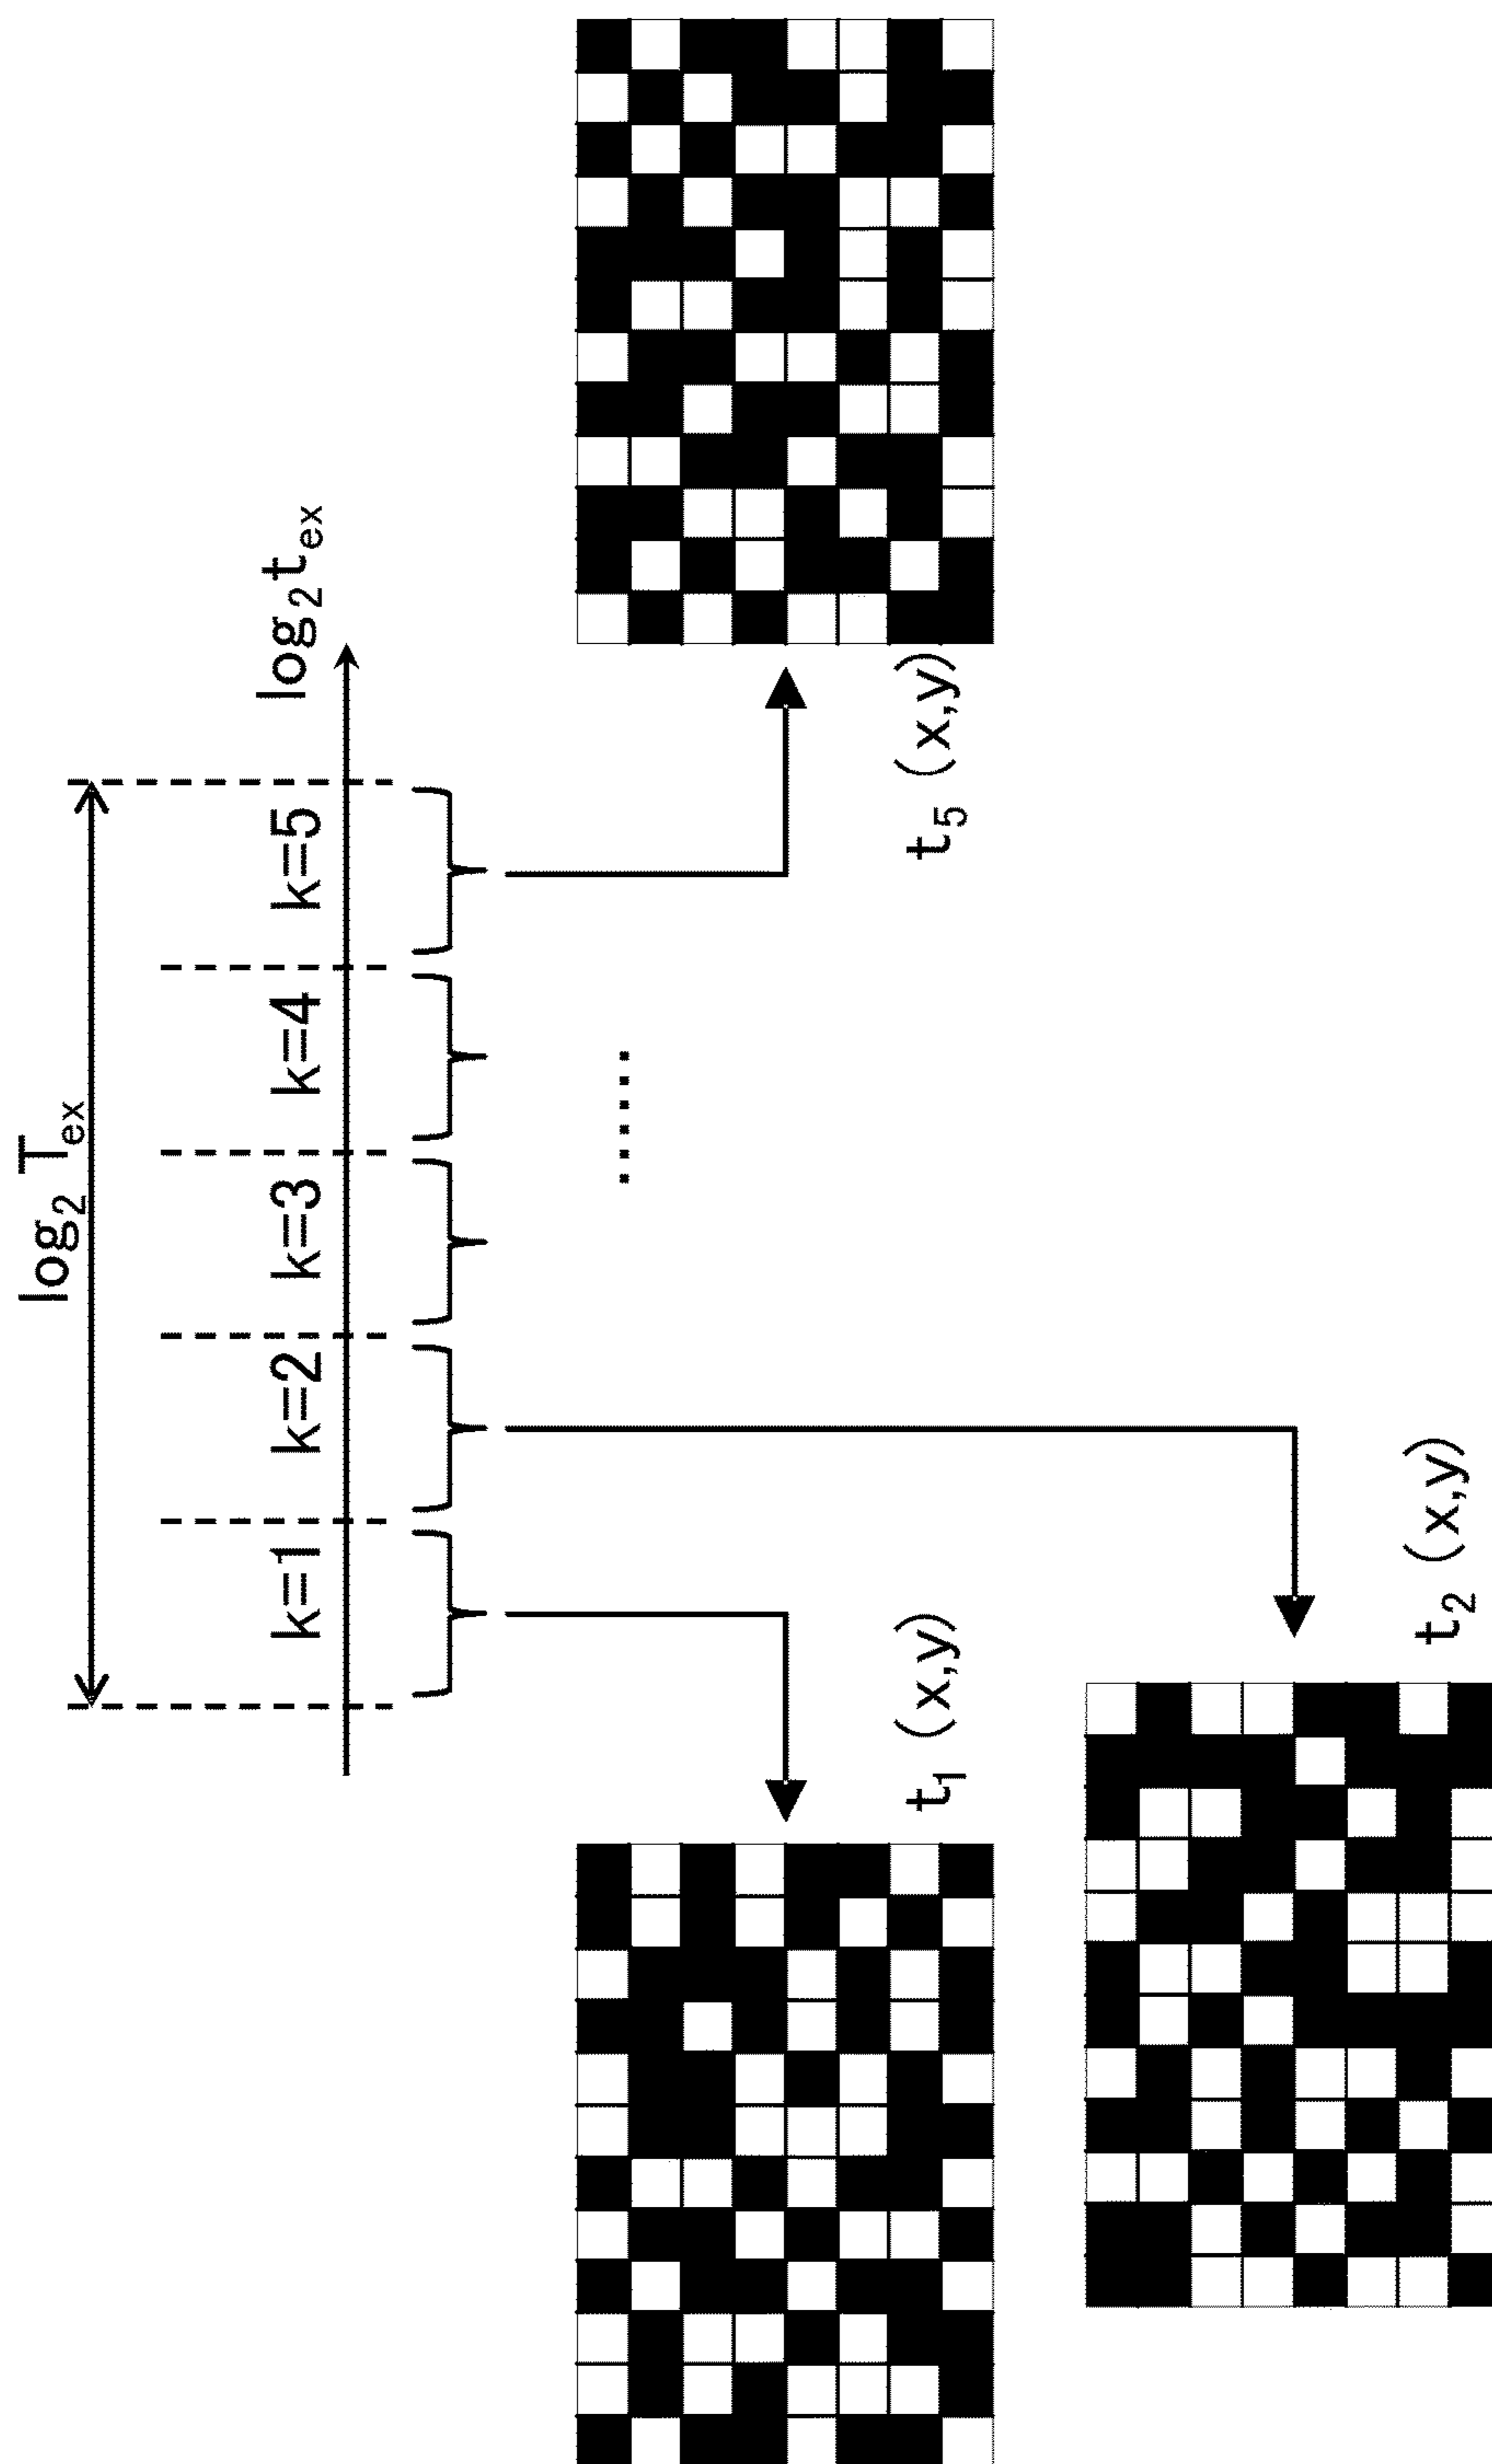 log₂ Tₑₓ
k=1 k=2 k=3 k=4 k=5
log₂tₑₓ
......
t₁ (x,y)
t₅ (x,y)
t₂ (x,y)